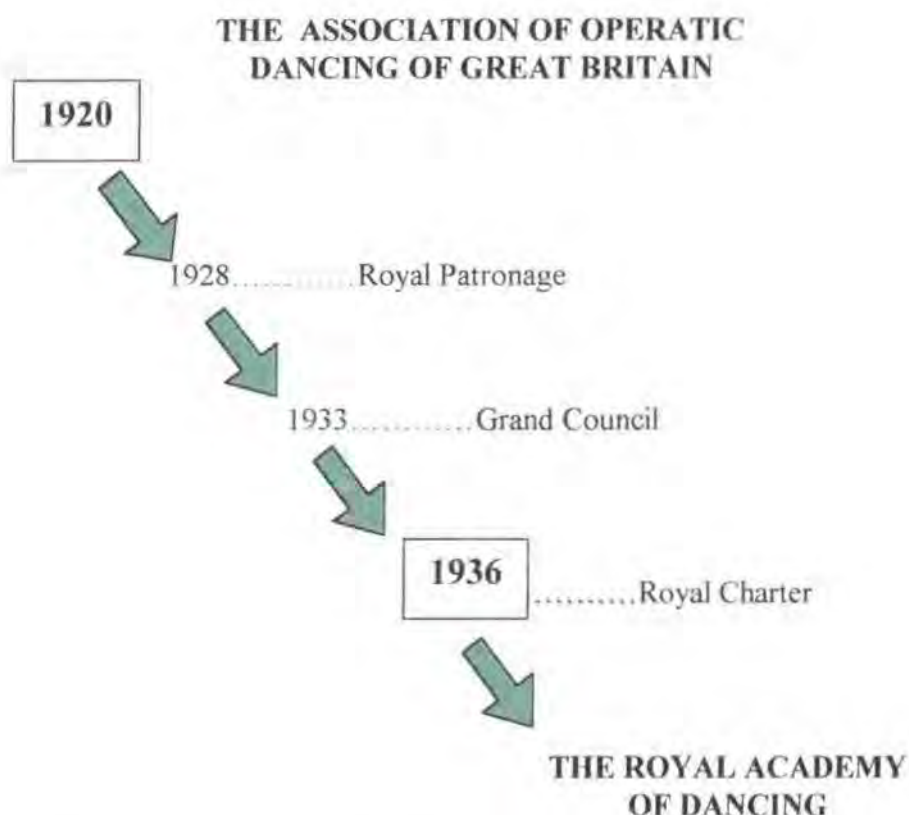 THE ASSOCIATION OF OPERATIC
DANCING OF GREAT BRITAIN
1920
1928.............Royal Patronage
1933.............Grand Council
1936
..........Royal Charter
THE ROYAL ACADEMY
OF DANCING